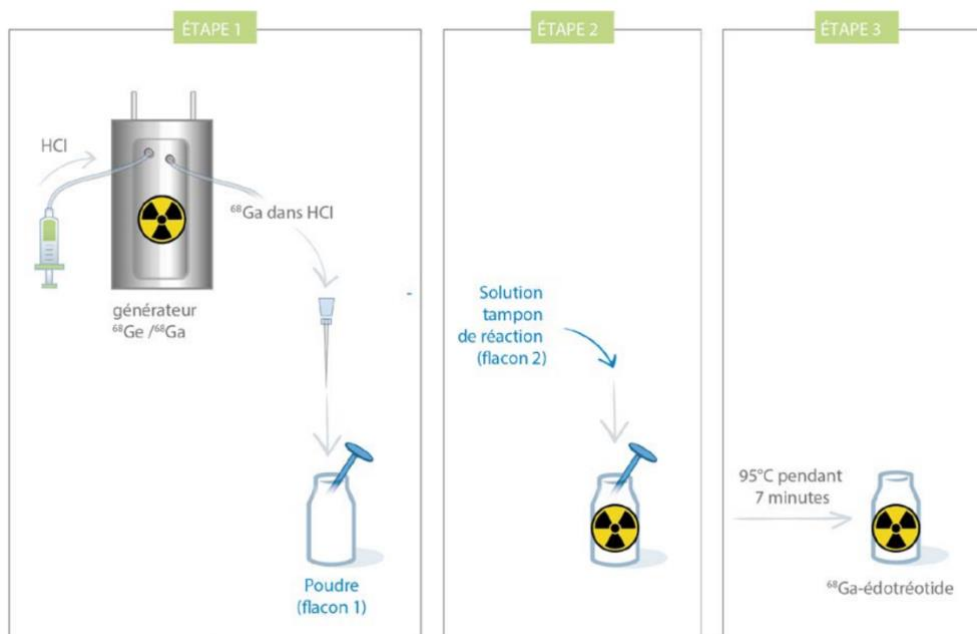 ÉTAPE 1
HCl
⁶⁸Ga dans HCl
générateur
⁶⁸Ge /⁶⁸Ga
Poudre
(flacon 1)
ÉTAPE 2
Solution
tampon
de réaction
(flacon 2)
ÉTAPE 3
95°C pendant
7 minutes
⁶⁸Ga-édotréotide